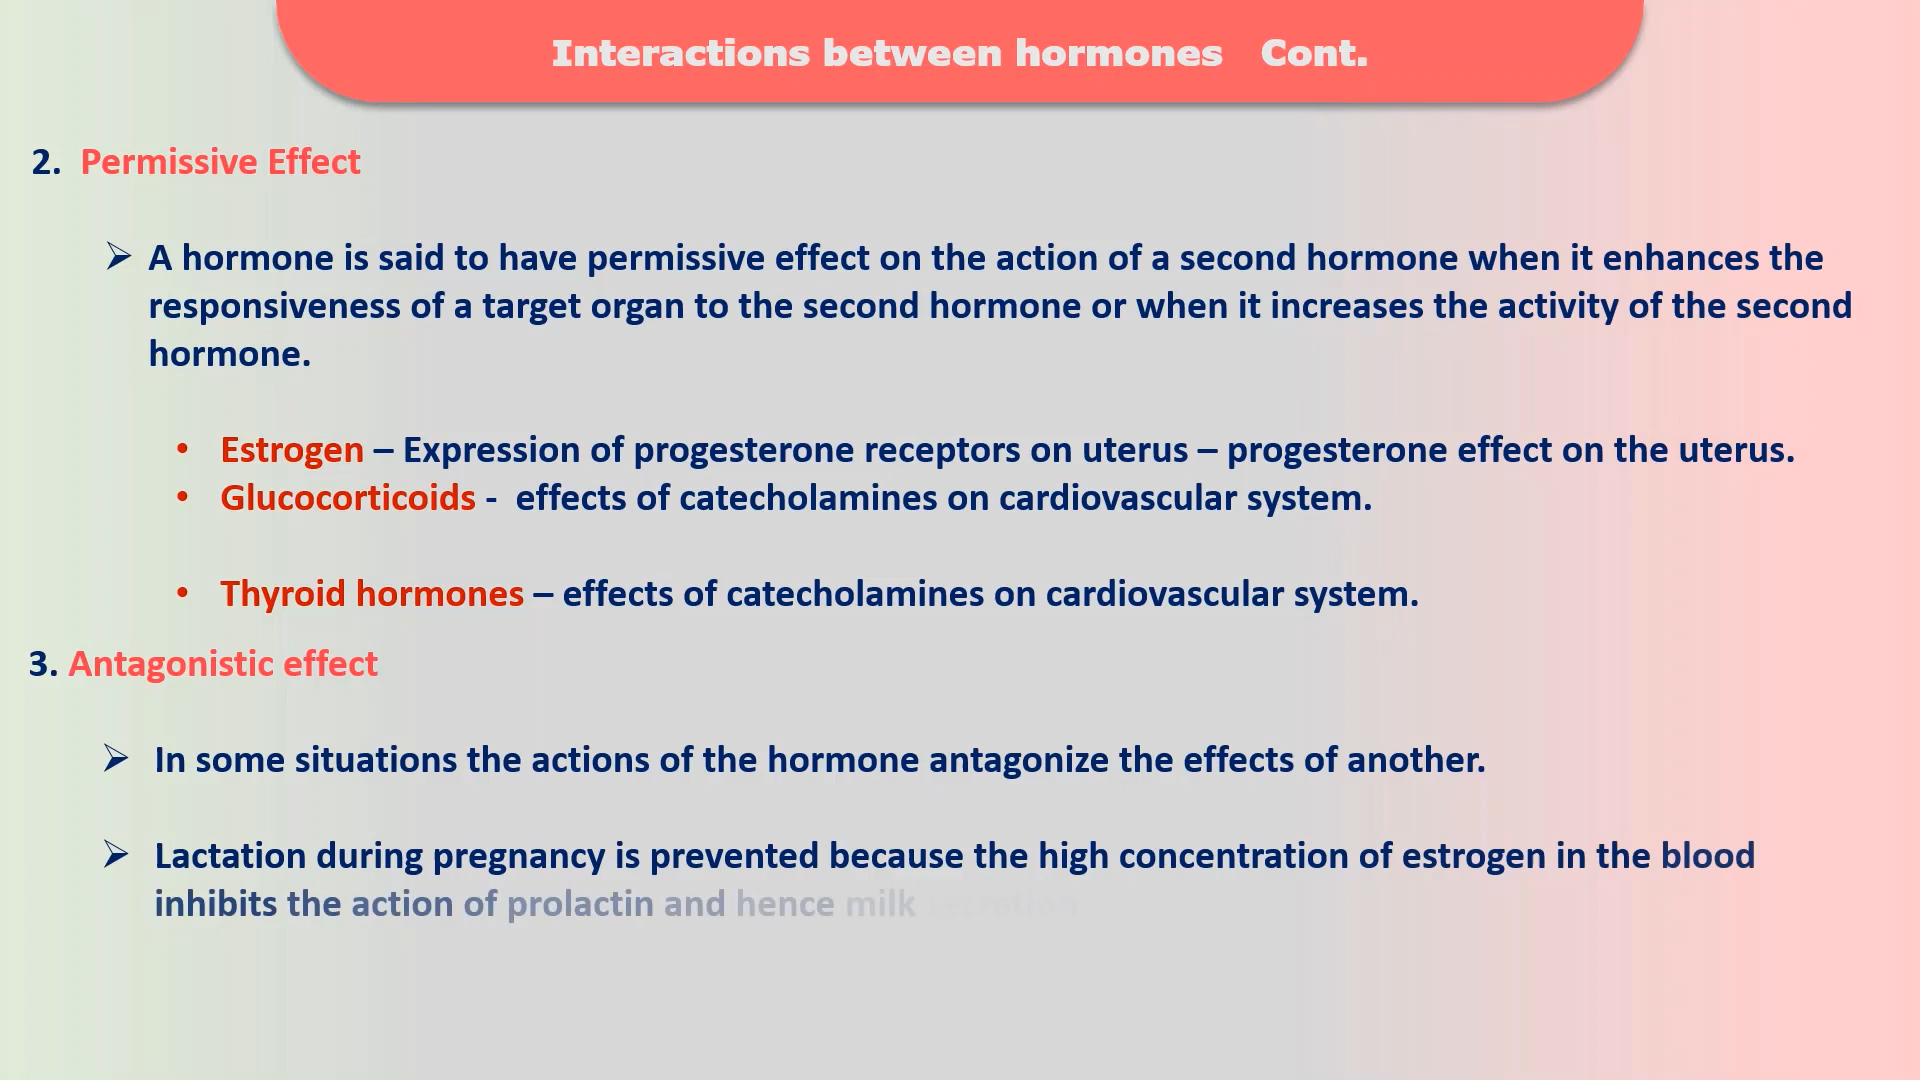 Interactions between hormones Cont.
2. Permissive Effect
➢ A hormone is said to have permissive effect on the action of a second hormone when it enhances the
responsiveness of a target organ to the second hormone or when it increases the activity of the second
hormone.
• Estrogen – Expression of progesterone receptors on uterus – progesterone effect on the uterus.
• Glucocorticoids - effects of catecholamines on cardiovascular system.
• Thyroid hormones – effects of catecholamines on cardiovascular system.
3. Antagonistic effect
➢ In some situations the actions of the hormone antagonize the effects of another.
➢ Lactation during pregnancy is prevented because the high concentration of estrogen in the blood
inhibits the action of prolactin and hence milk secretion